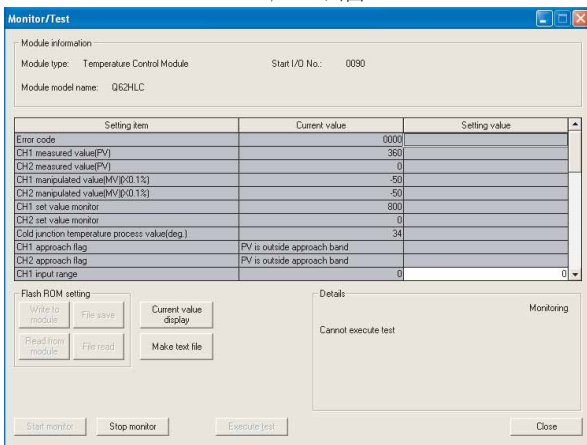 Monitor/Test
Module information
Module type: Temperature Control Module Start I/O No.: 0090
Module model name: Q62HLC
Setting item Current value Setting value
Error code 0000
CH1 measured value(PV) 360
CH2 measured value(PV) 0
CH1 manipulated value(MV)(X0.1%) -50
CH2 manipulated value(MV)(X0.1%) -50
CH1 set value monitor 800
CH2 set value monitor 0
Cold junction temperature process value(deg.) 34
CH1 approach flag PV is outside approach band
CH2 approach flag PV is outside approach band
CH1 input range 0 0
Flash ROM setting
Write to
module
File save
Read from
module
File read
Current value
display
Make text file
Details
Monitoring
Cannot execute test
Start monitor Stop monitor Execute test Close